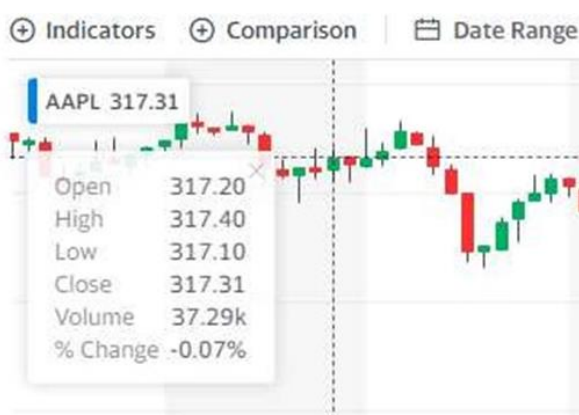 Indicators Comparison Date Range
AAPL 317.31
Open 317.20
High 317.40
Low 317.10
Close 317.31
Volume 37.29k
% Change -0.07%